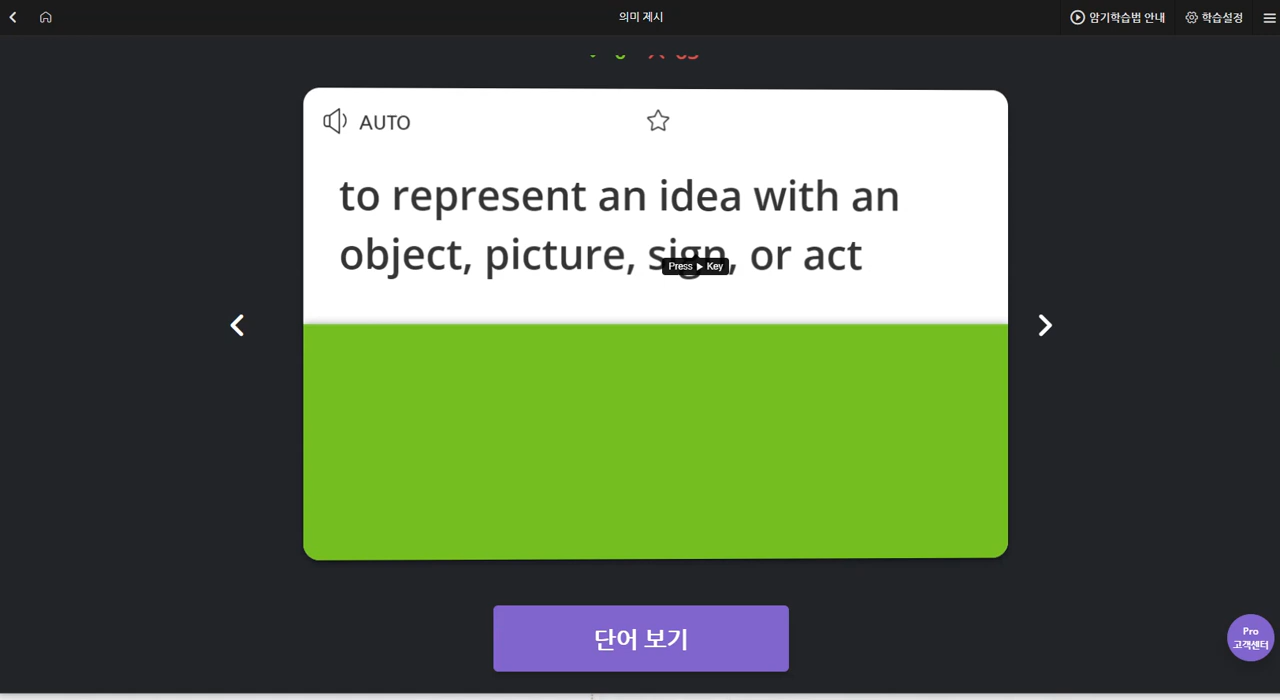 의미 제시
암기학습법 안내
학습설정
AUTO
to represent an idea with an
object, picture, sign, or act
Press ▶ Key
단어 보기
Pro
고객센터